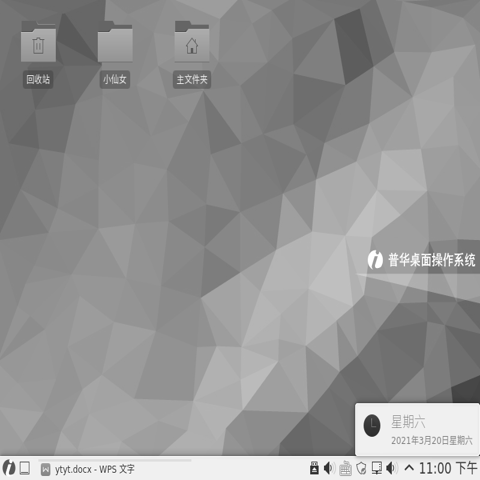 回收站
小仙女
主文件夹
普华桌面操作系统
星期六
2021年3月20日星期六
ytyt.docx - WPS 文字
11:00 下午